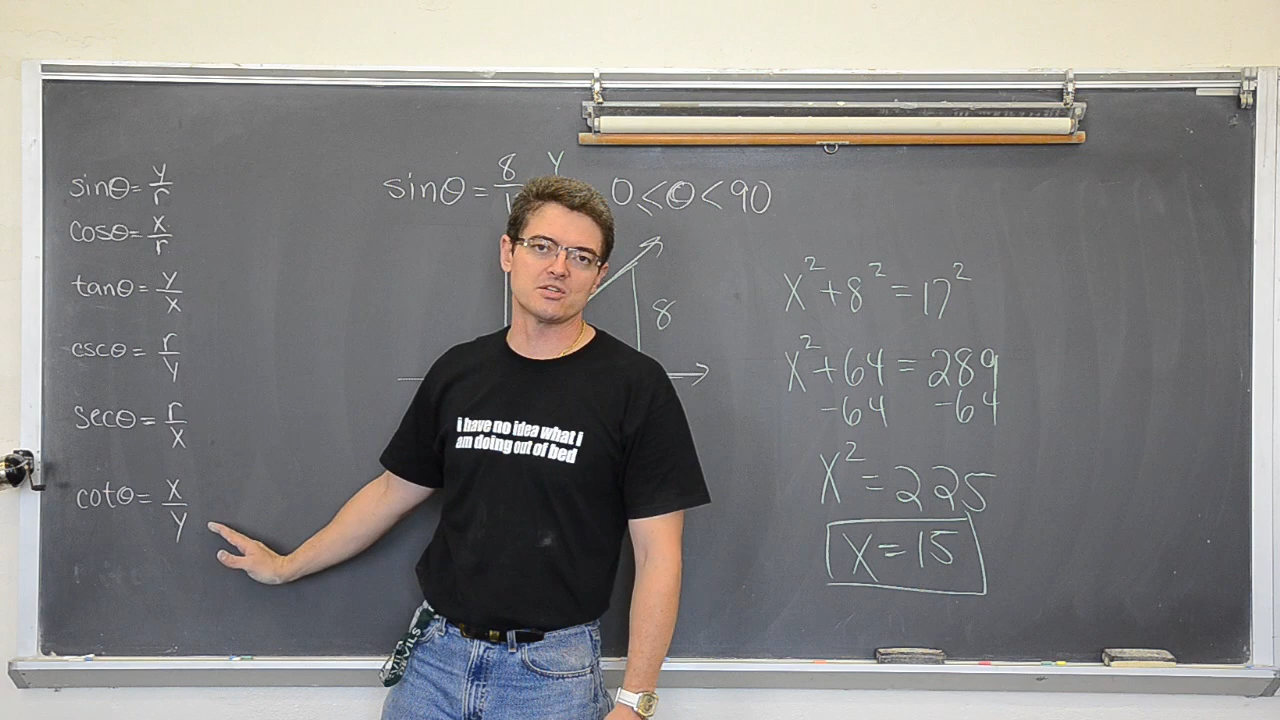 sinθ = y/r
cosθ = x/r
tanθ = y/x
cscθ = r/y
secθ = r/x
cotθ = x/y
sinθ = 8/1 y 0 < θ < 90
8
x² + 8² = 17²
x² + 64 = 289
-64 -64
x² = 225
x = 15
i have no idea what i
am doing out of bed